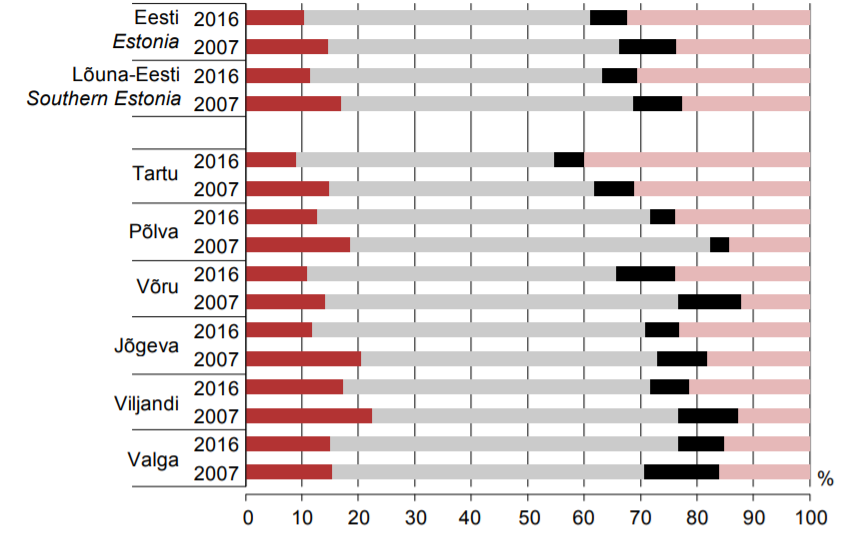 Eesti 2016
Estonia 2007
Lõuna-Eesti 2016
Southern Estonia 2007
Tartu 2016
2007
Põlva 2016
2007
Võru 2016
2007
Jõgeva 2016
2007
Viljandi 2016
2007
Valga 2016
2007
%
0 10 20 30 40 50 60 70 80 90 100